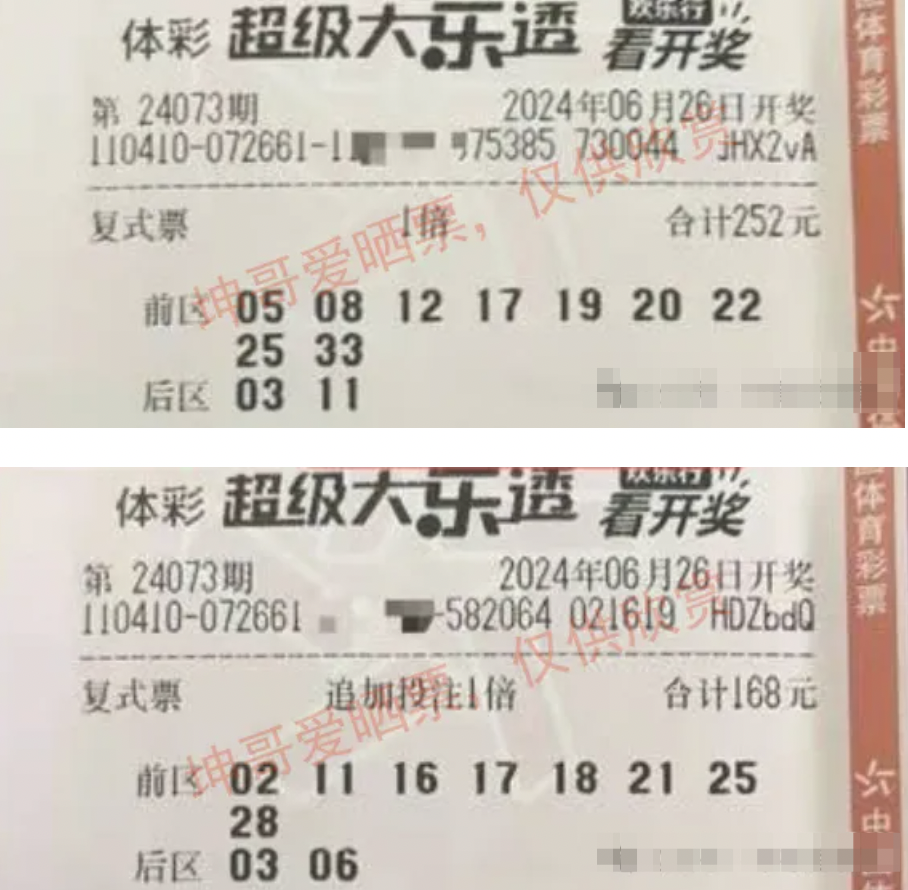 体彩 超级大乐透 欢乐行 看开奖
第 24073期 2024年06月26日开奖
110410-072661-1 75385 730044 JHX2vA
复式票 1倍 合计252元
前区 05 08 12 17 19 20 22
25 33
后区 03 11
坤哥爱晒票,仅供欣赏
体育彩票
中
体彩 超级大乐透 看开奖
第 24073期 2024年06月26日开奖
110410-072661 -582064 021619 HDZbdQ
复式票 追加投注1倍 合计168元
前区 02 11 16 17 18 21 25
28
后区 03 06
坤哥爱晒票,仅供欣赏
体育彩票
中